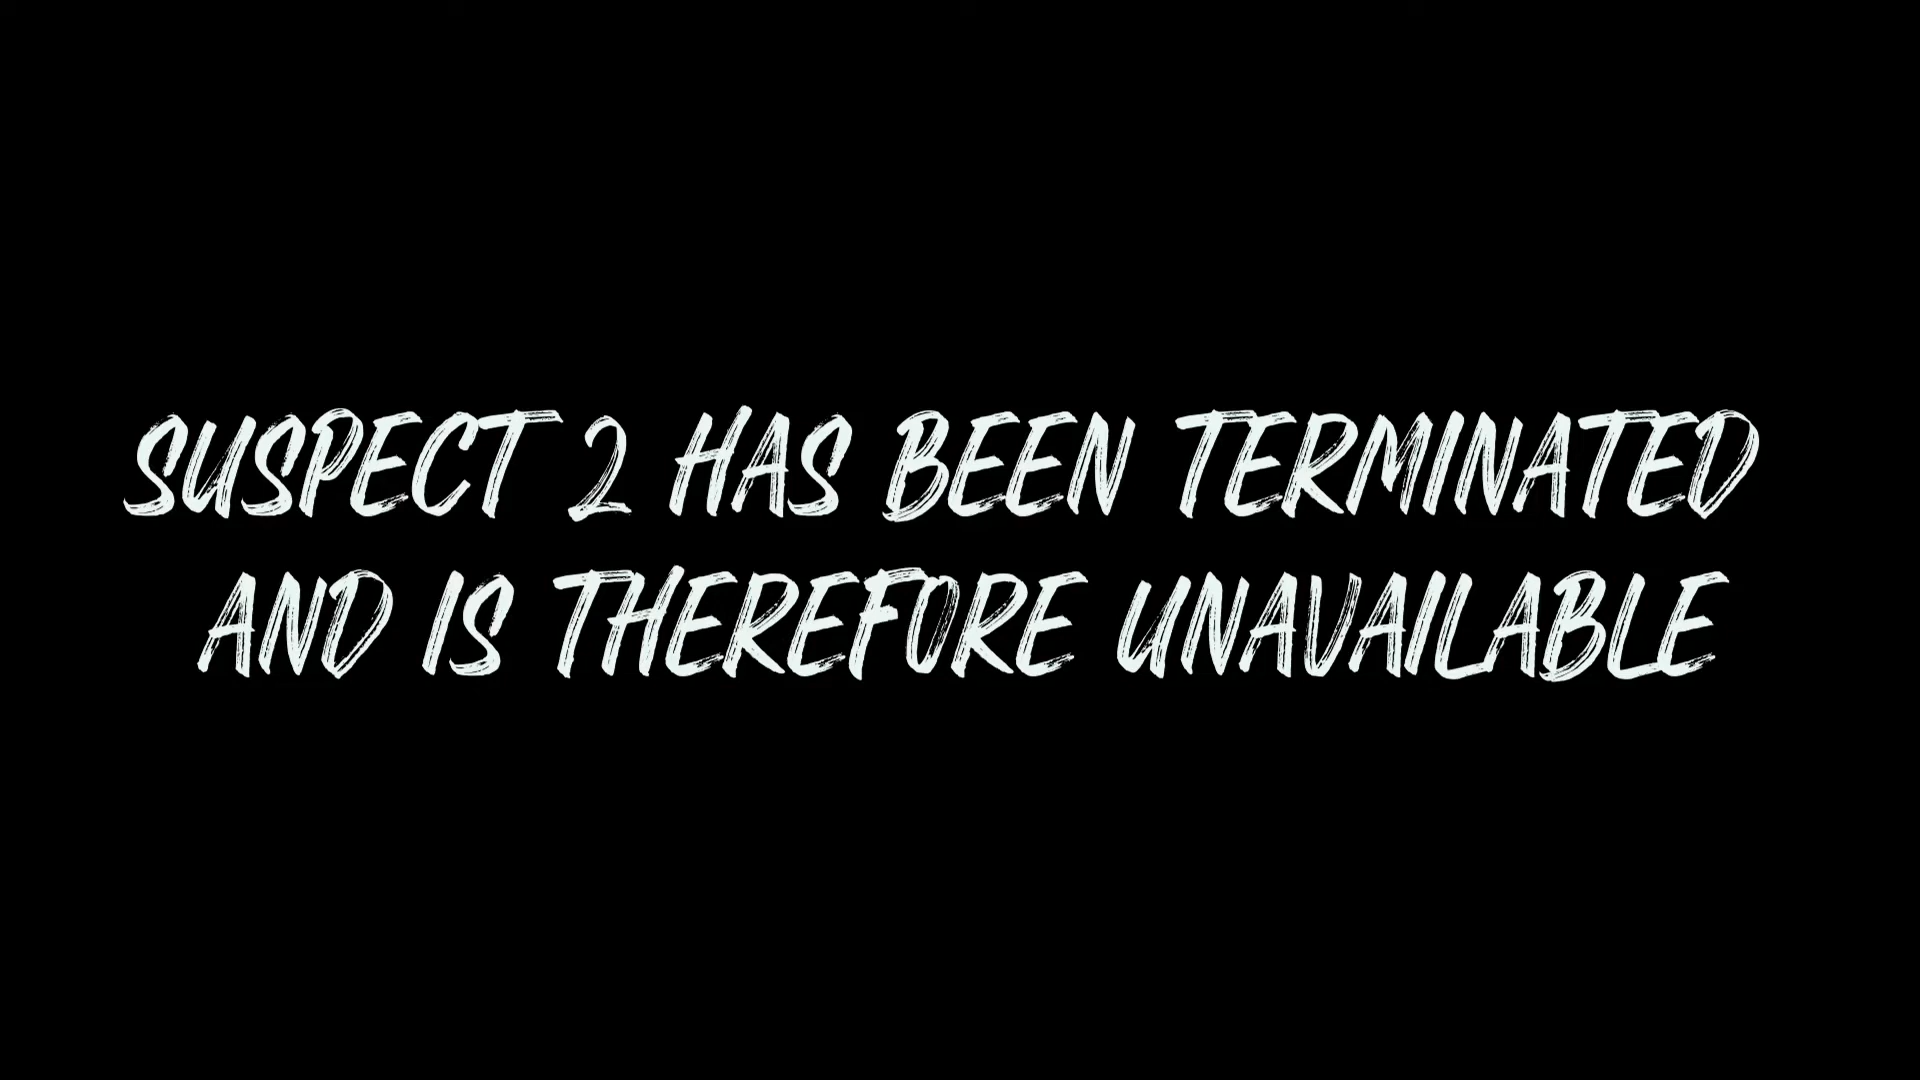 SUSPECT 2 HAS BEEN TERMINATED
AND IS THEREFORE UNAVAILABLE